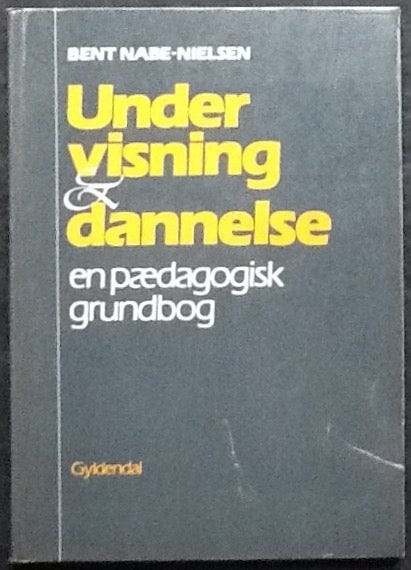 BENT NABE-NIELSEN
Under
visning
&
dannelse
en pædagogisk
grundbog
Gyldendal